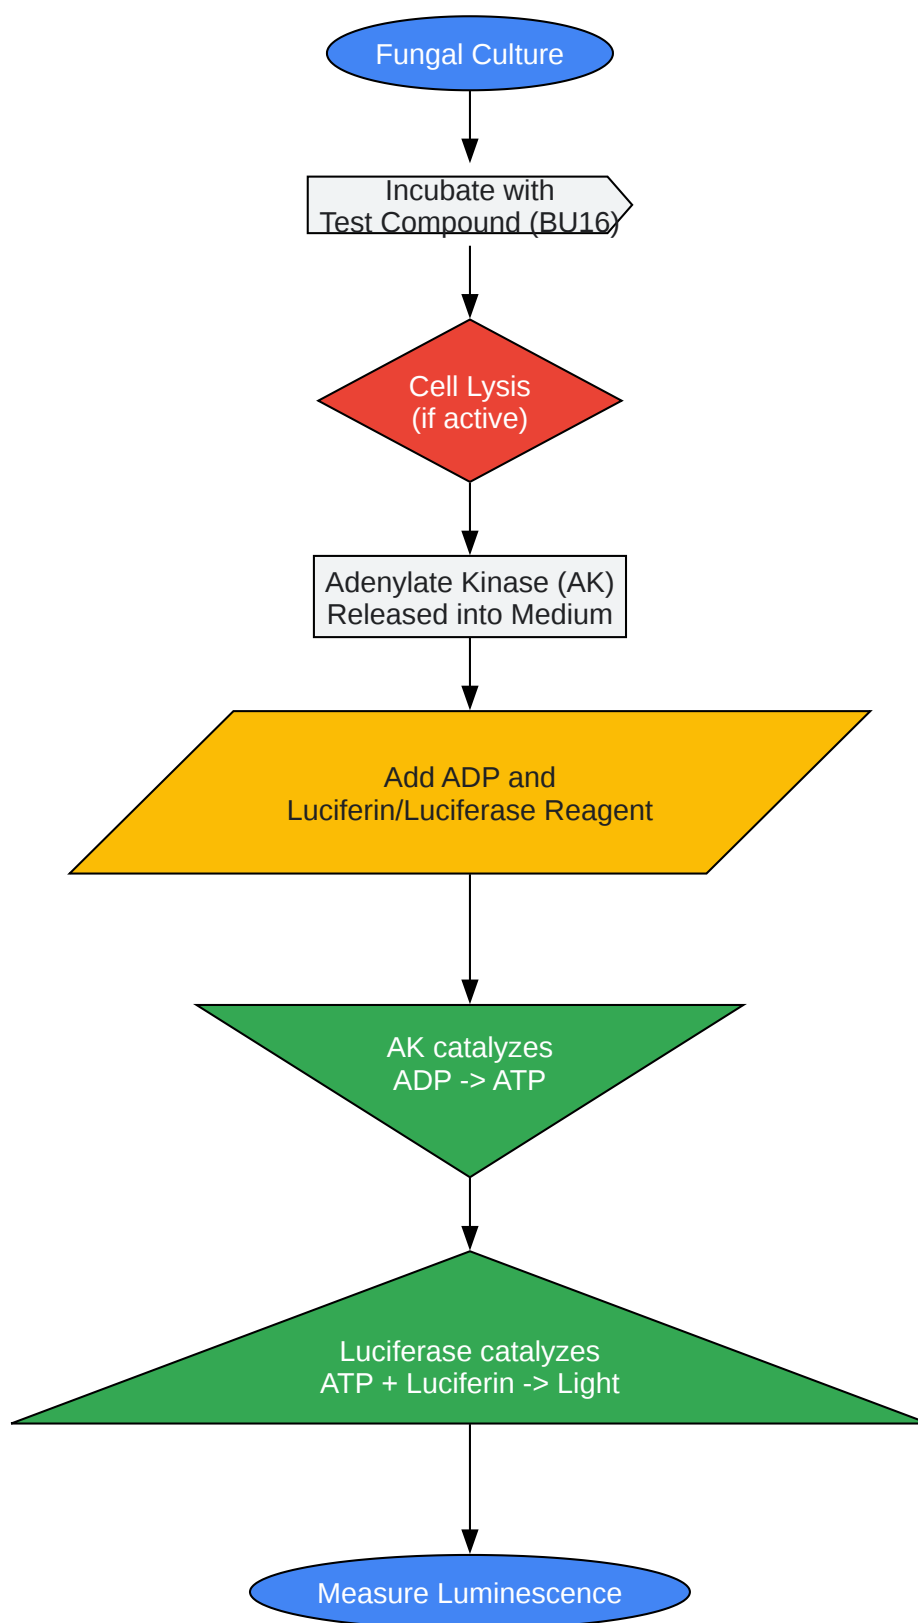 Fungal Culture
Incubate with
Test Compound (BU16)
Cell Lysis
(if active)
Adenylate Kinase (AK)
Released into Medium
Add ADP and
Luciferin/Luciferase Reagent
AK catalyzes
ADP -> ATP
Luciferase catalyzes
ATP + Luciferin -> Light
Measure Luminescence